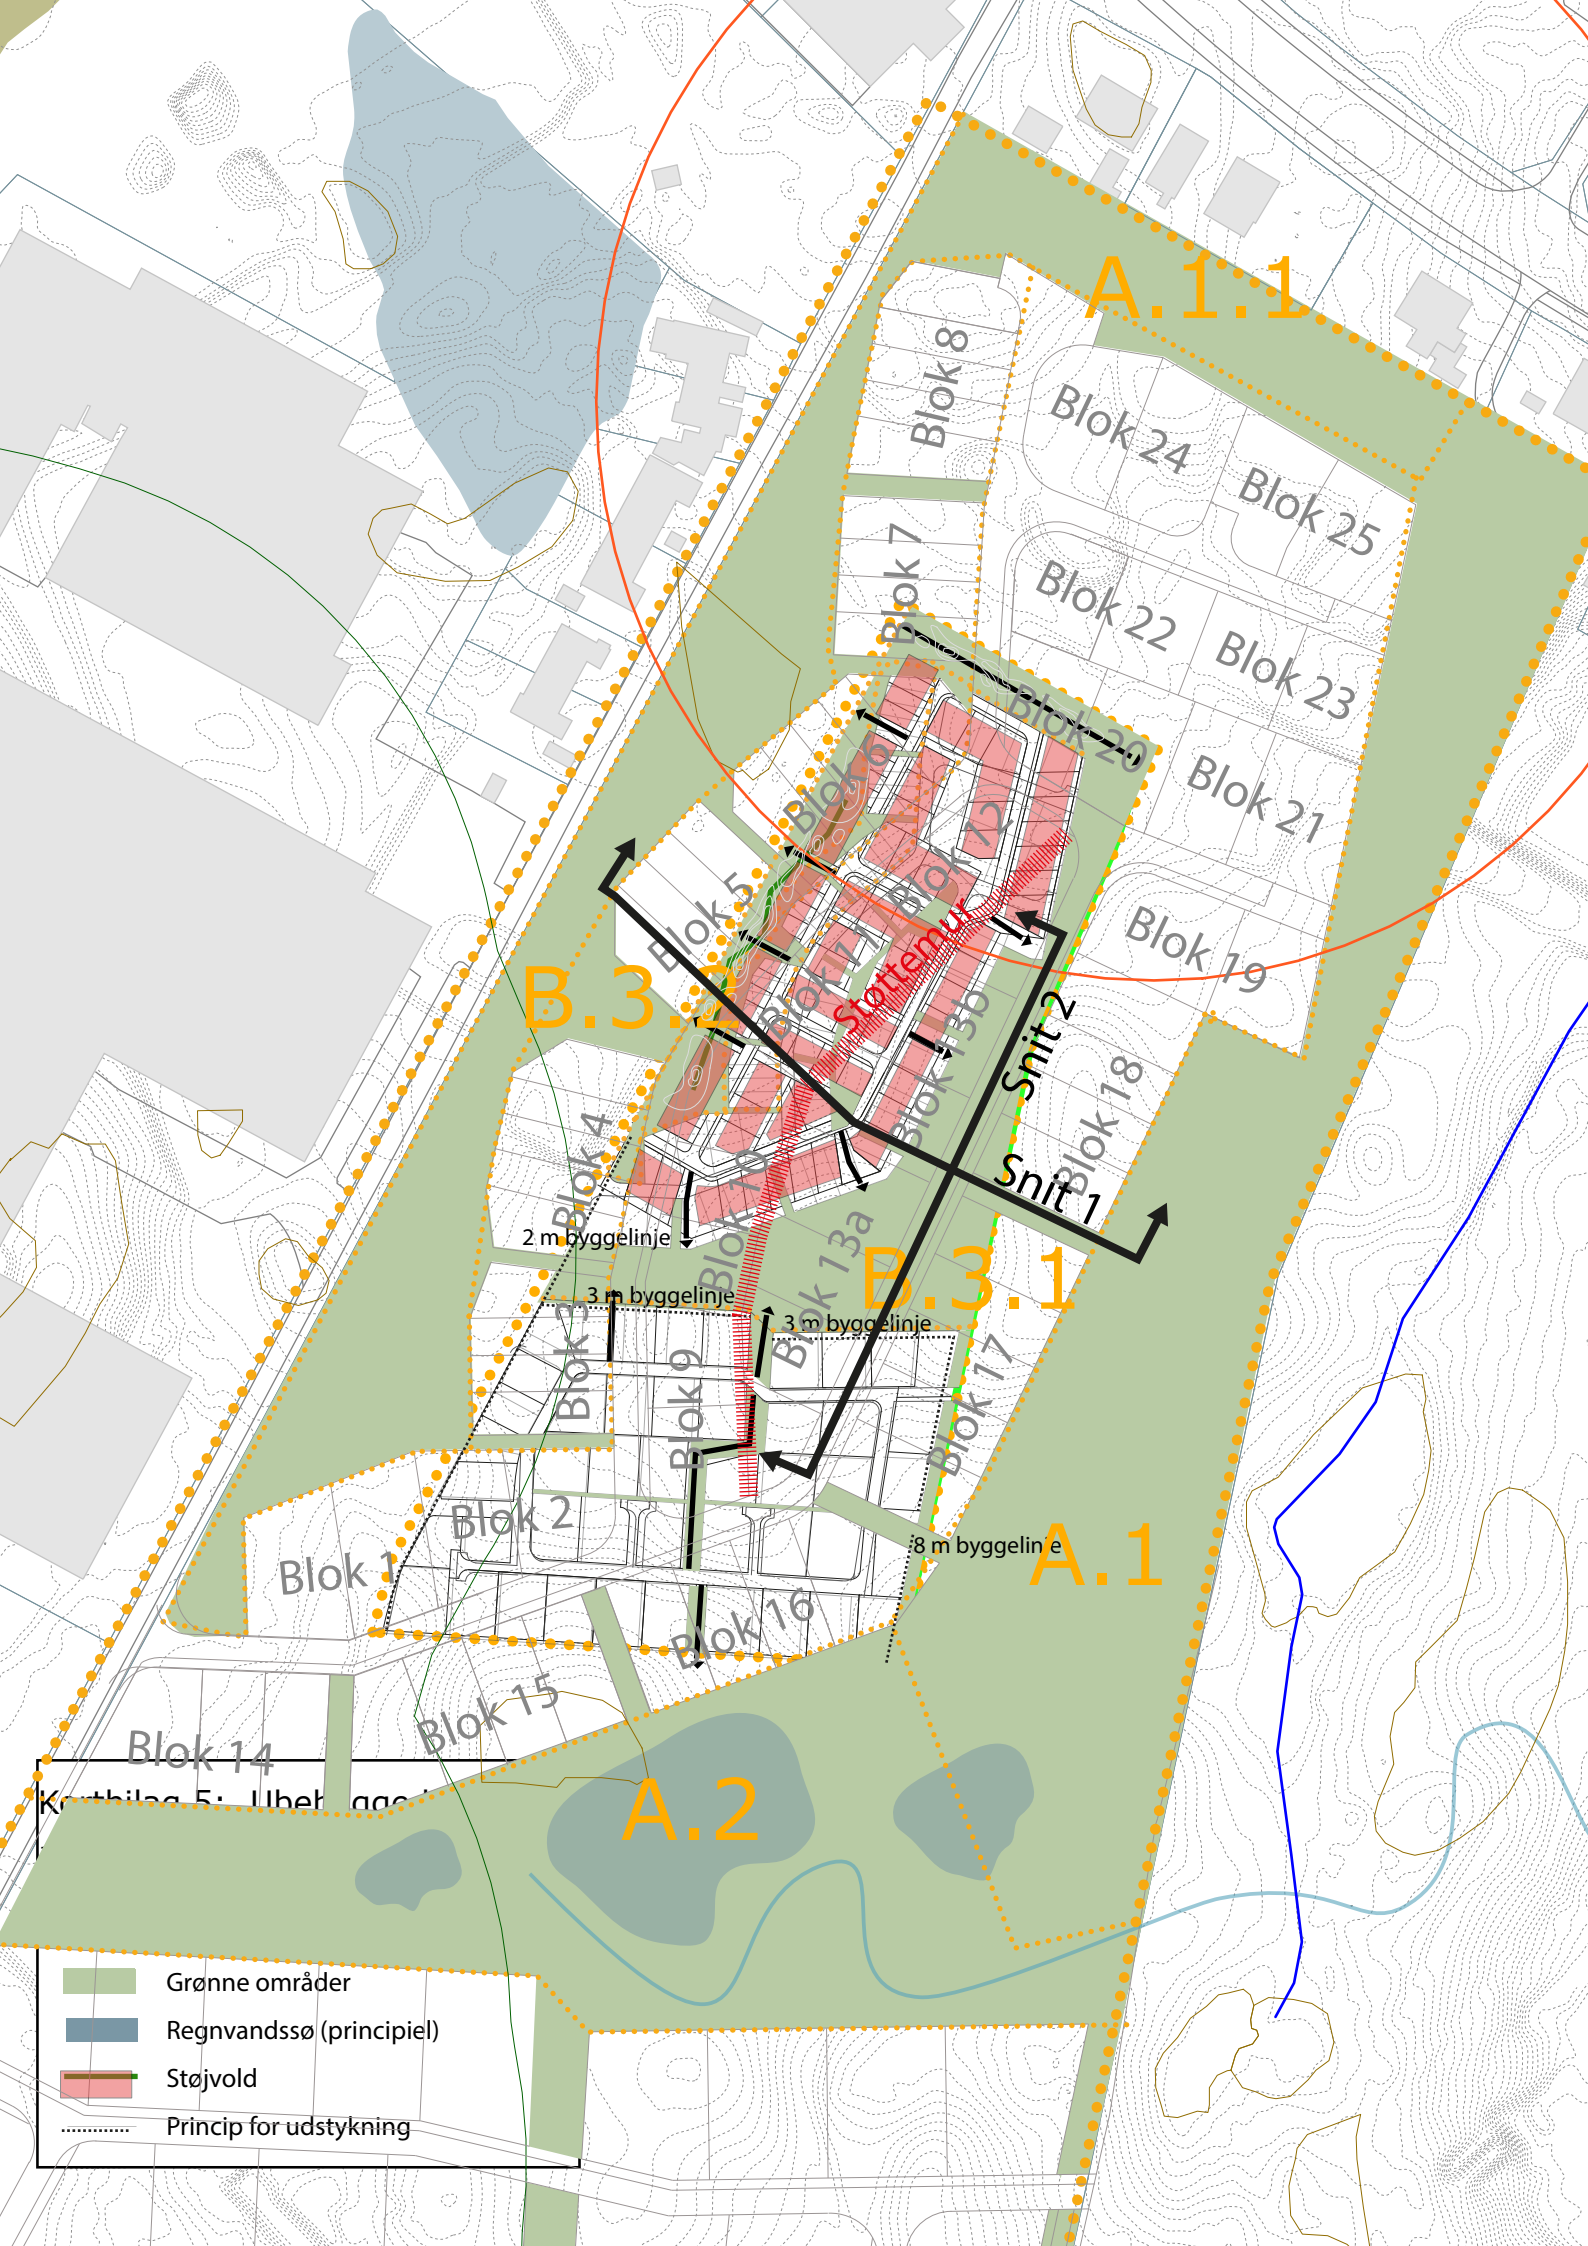 A.1.1
Blok 8
Blok 24
Blok 25
Blok 7
Blok 22
Blok 23
Blok 20
Blok 6
Blok 21
Blok 12
Blok 5
Støttemur
Blok 11
Blok 19
B.3.2
Blok 13b
Snit 2
Blok 18
Blok 4
Blok 10
Snit 1
2 m byggelinje
Blok 13a
B.3.1
3 m byggelinje
3 m byggelinje
Blok 3
Blok 9
Blok 17
Blok 2
8 m byggelinje
A.1
Blok 1
Blok 16
Blok 15
Blok 14
Kortbilag 5:
A.2
Grønne områder
Regnvandssø (principiel)
Støjvold
Princip for udstykning